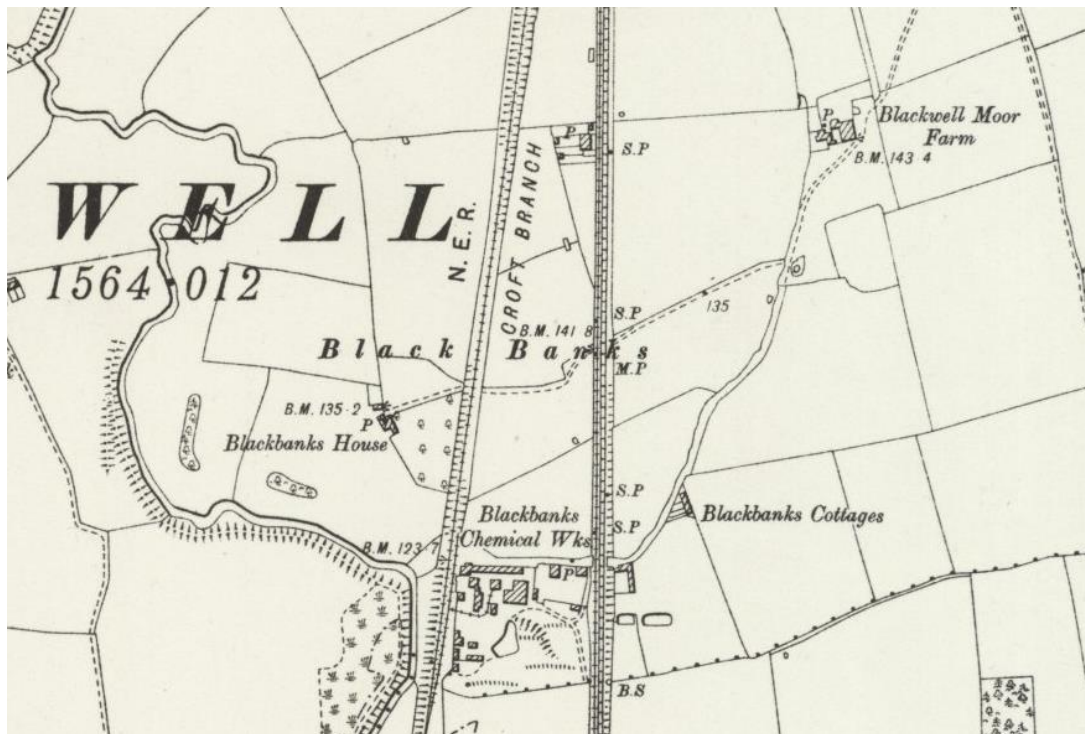 P
S.P
Blackwell Moor
Farm
B.M. 143·4
WELL
1564·012
N.E.R.
CROFT BRANCH
135
S.P
B.M. 141·8
Black Banks
M.P
B.M. 135·2
P
Blackbanks House
S.P
Blackbanks
Chemical Wks
S.P
Blackbanks Cottages
B.M. 123·7
P
B.S
P